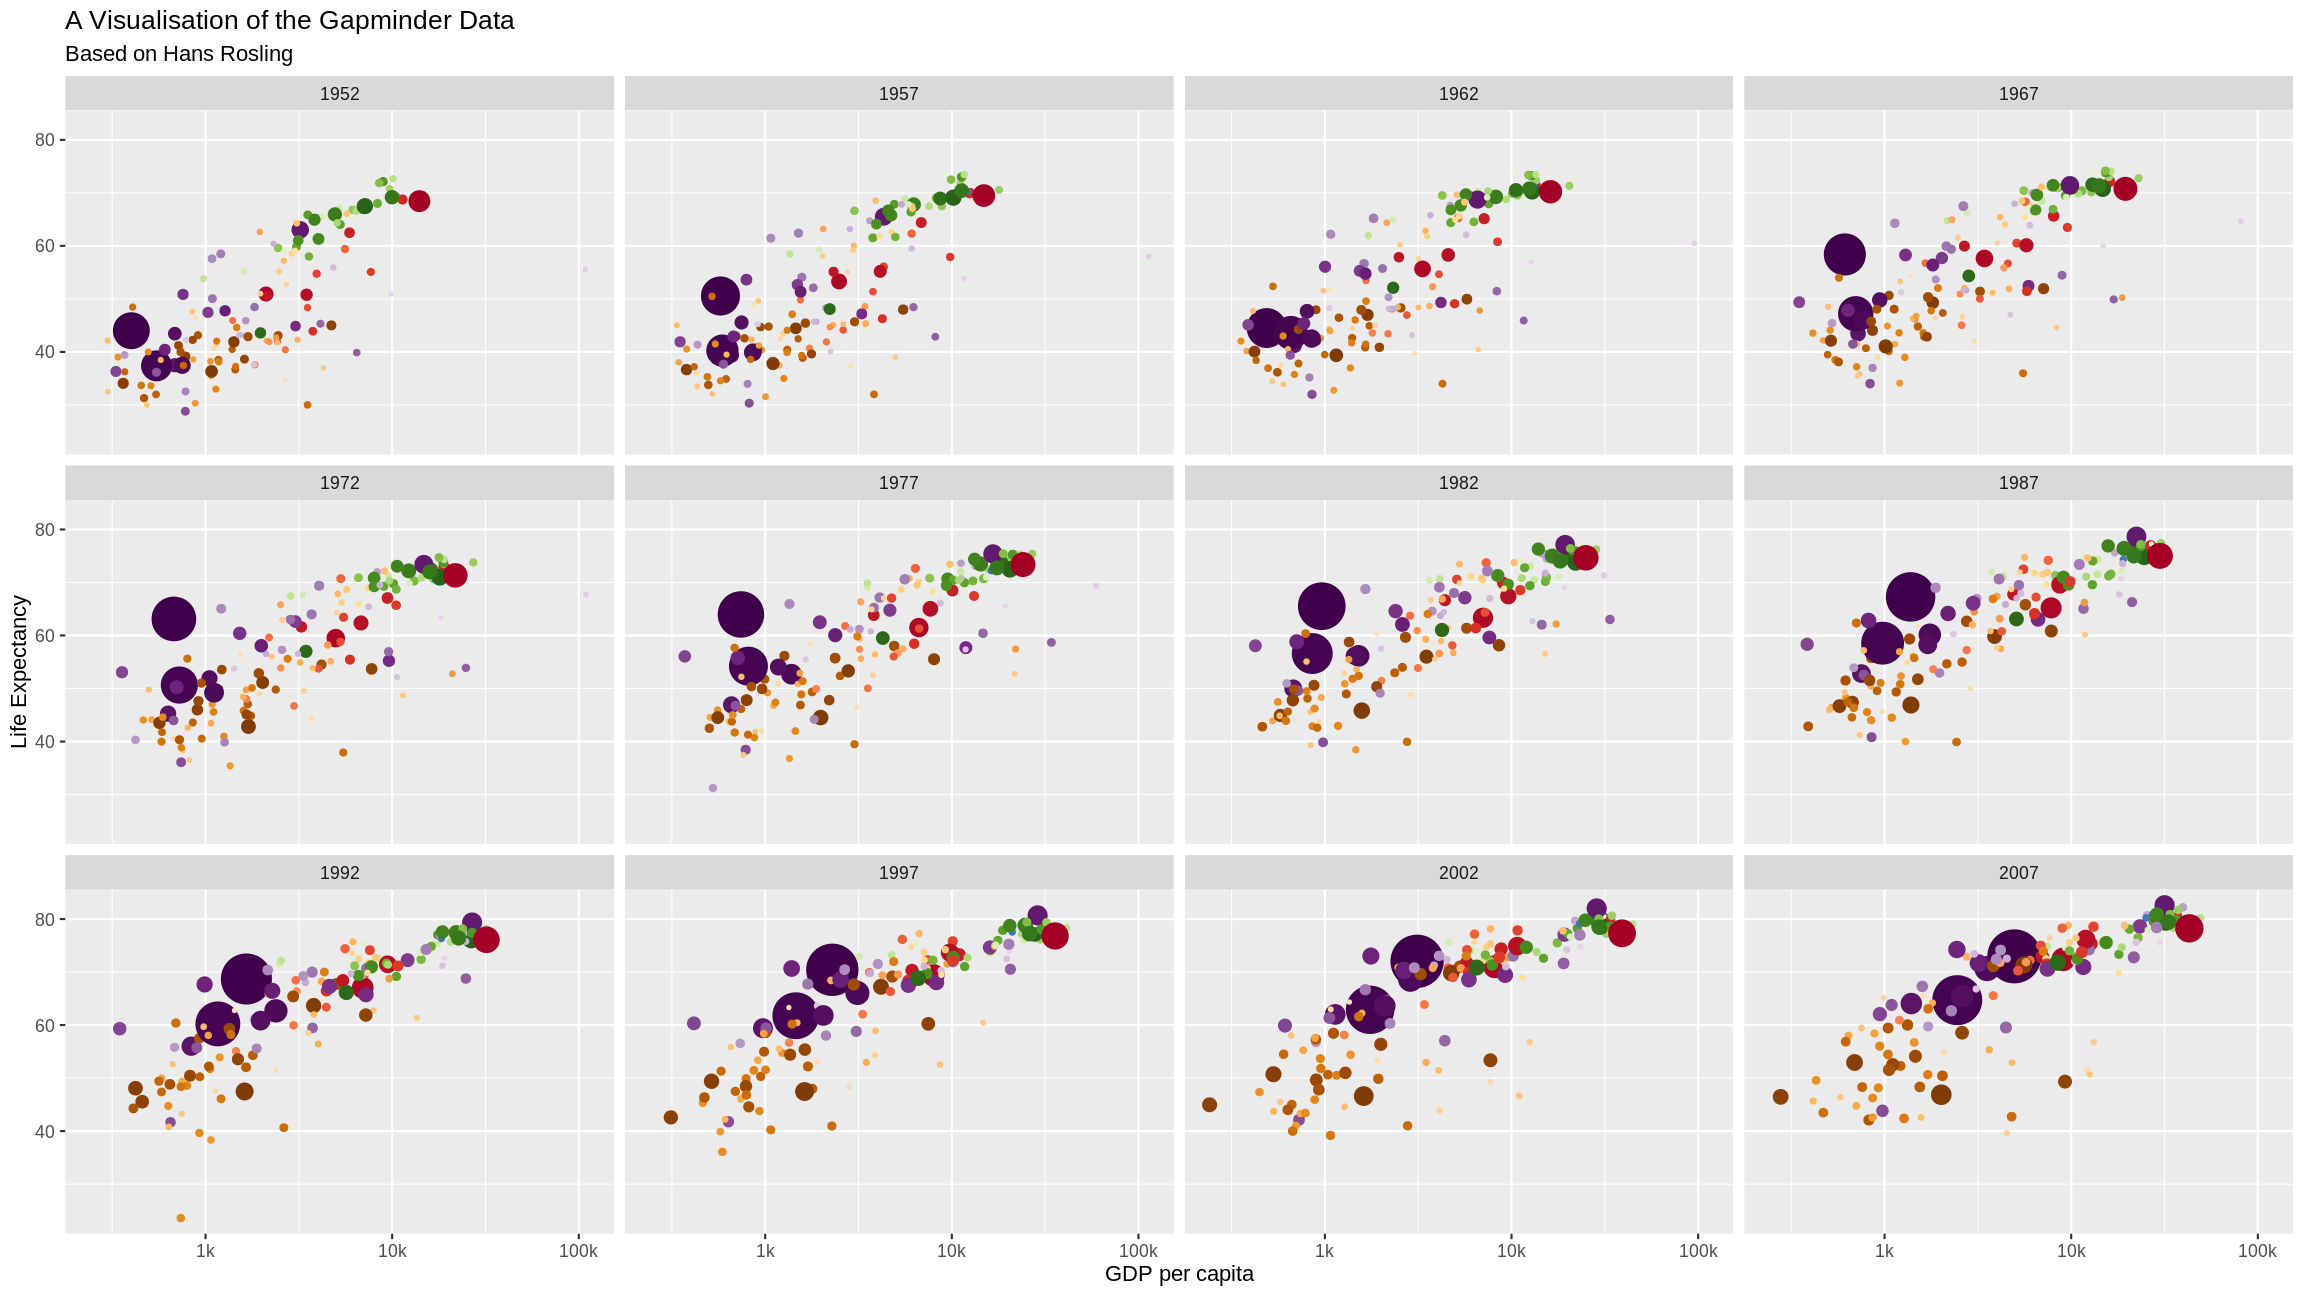 A Visualisation of the Gapminder Data
Based on Hans Rosling
1952 1957 1962 1967
80
60
40
1972 1977 1982 1987
80
60
40
Life Expectancy
1992 1997 2002 2007
80
60
40
1k 10k 100k 1k 10k 100k 1k 10k 100k 1k 10k 100k
GDP per capita